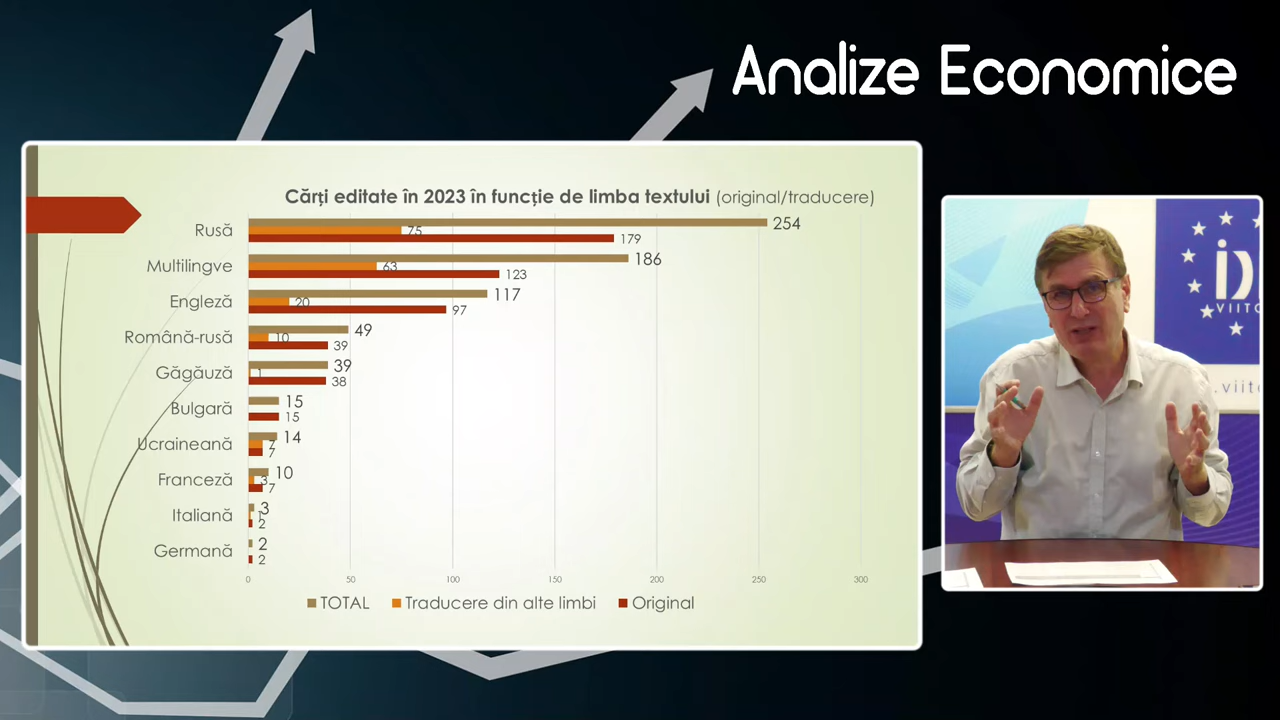 Analize Economice
Cărți editate în 2023 în funcție de limba textului (original/traducere)
Rusă 254 75 179
Multilingve 186 63 123
Engleză 117 20 97
Română-rusă 49 10 39
Găgăuză 39 1 38
Bulgară 15 15
Ucraineană 14 7 7
Franceză 10 3 7
Italiană 3 1 2
Germană 2 2
0 50 100 150 200 250 300
TOTAL Traducere din alte limbi Original
VIITO
.viito